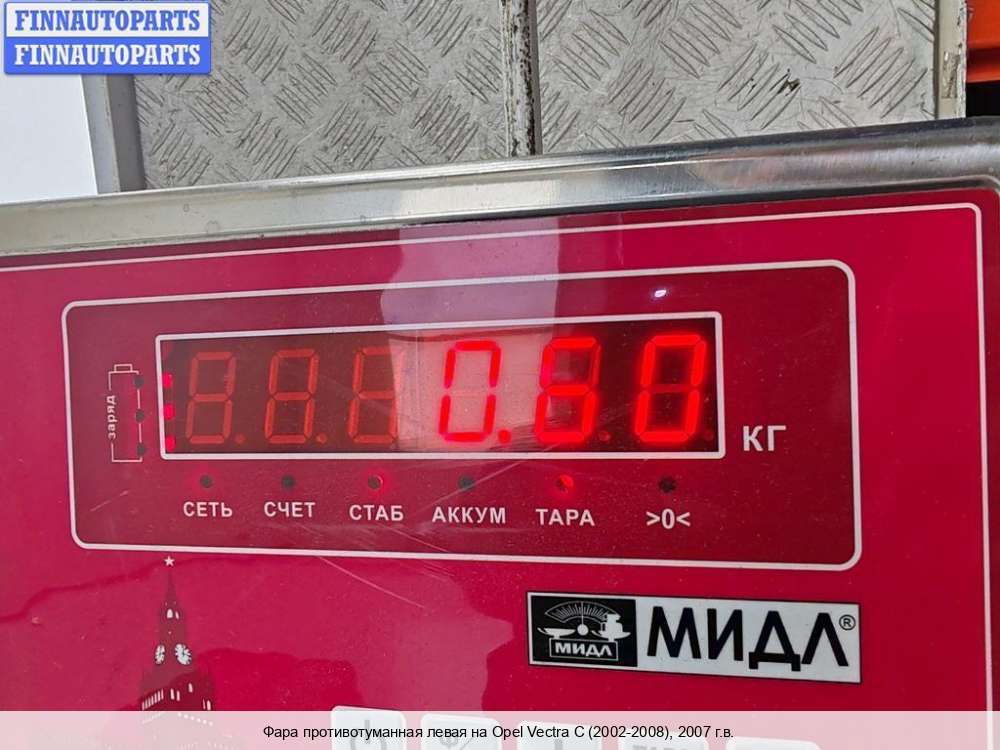 FINNAUTOPARTS
FINNAUTOPARTS
заряд
0.60
КГ
СЕТЬ СЧЕТ СТАБ АККУМ ТАРА >0<
МИДЛ МИДЛ®
Фара противотуманная левая на Opel Vectra C (2002-2008), 2007 г.в.